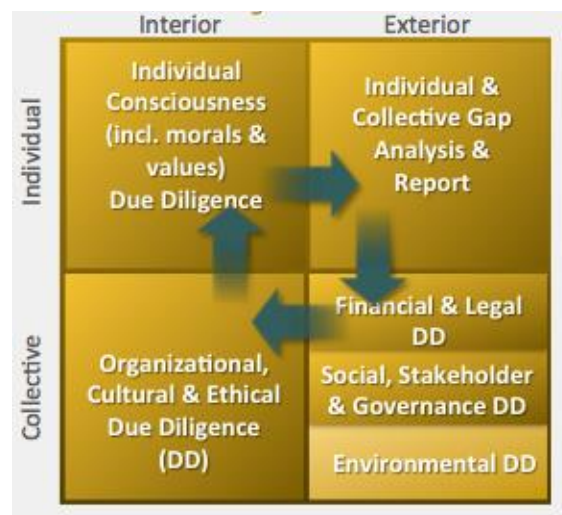 Interior
Exterior
Individual
Individual
Consciousness
(incl. morals &
values)
Due Diligence
Individual &
Collective Gap
Analysis &
Report
Collective
Organizational,
Cultural & Ethical
Due Diligence
(DD)
Financial & Legal
DD
Social, Stakeholder
& Governance DD
Environmental DD